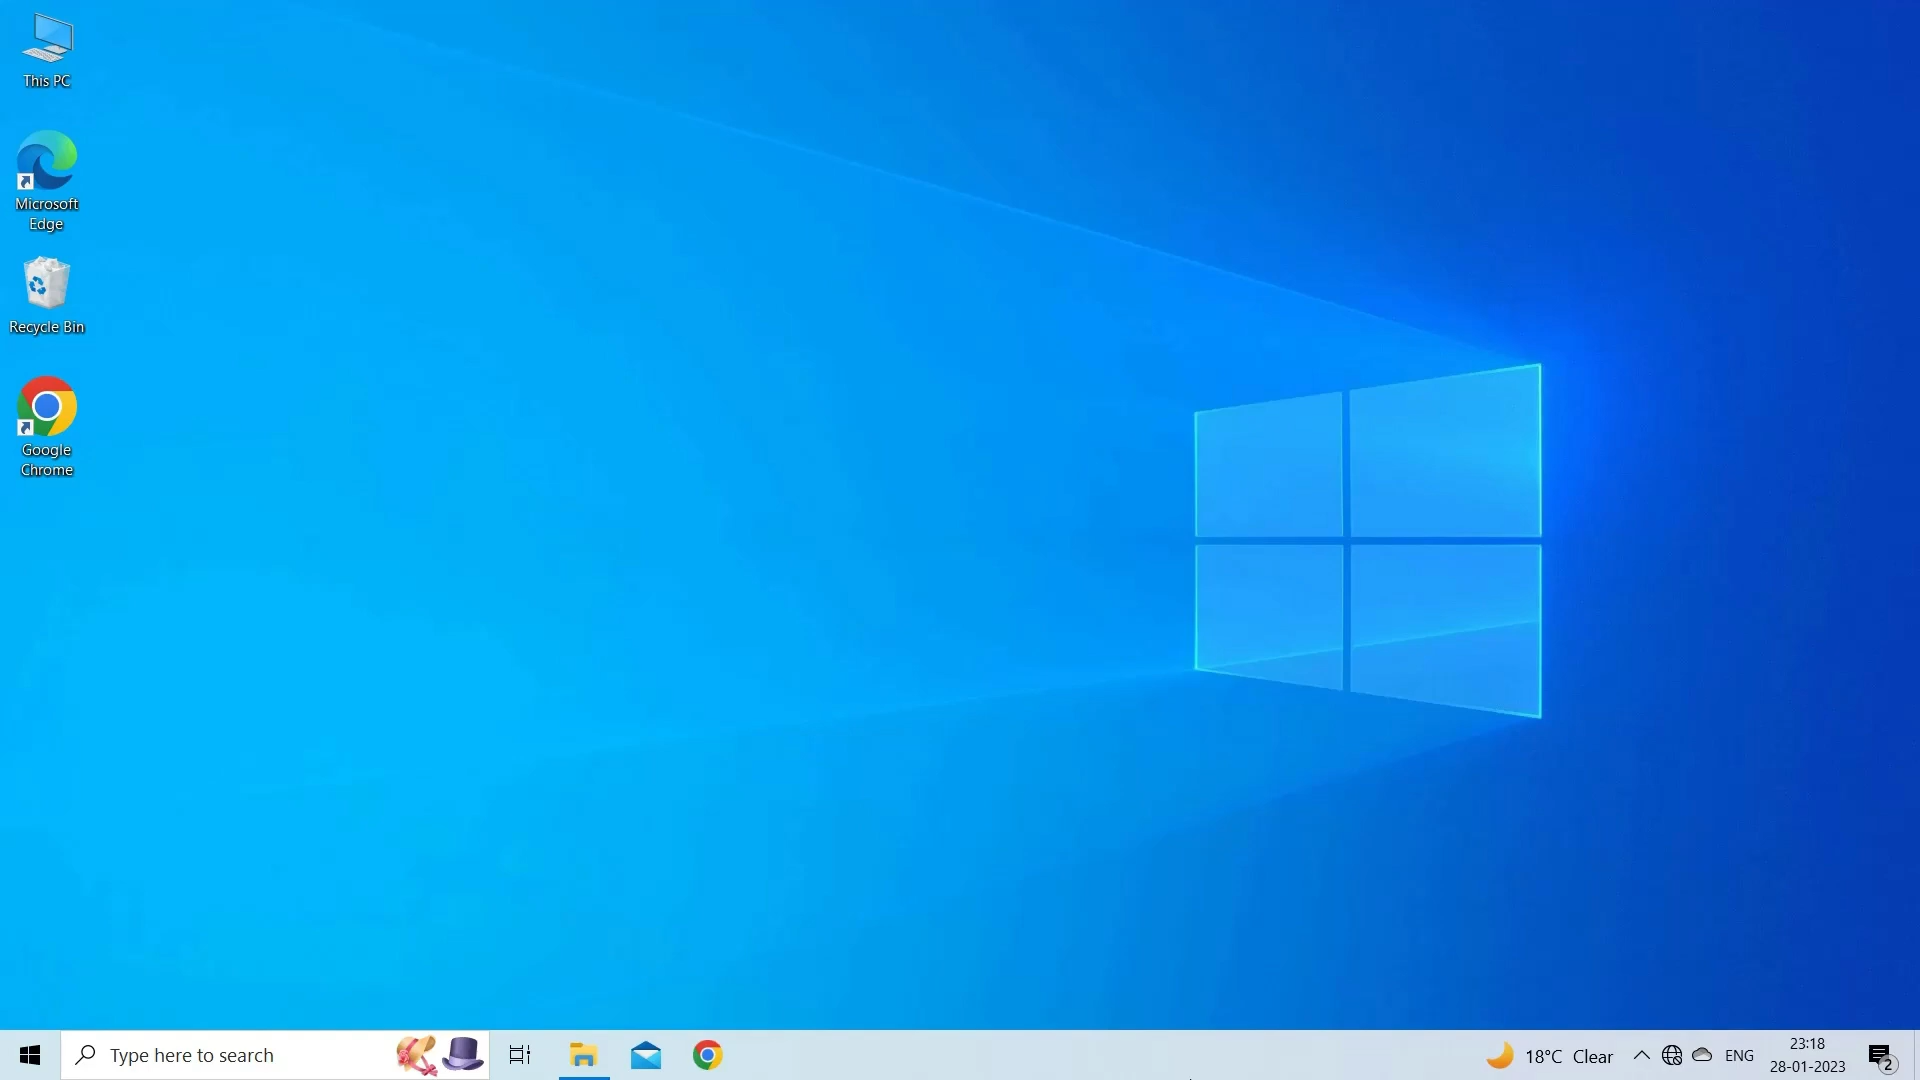 This PC
Microsoft
Edge
Recycle Bin
Google
Chrome
Type here to search
18°C Clear
ENG
23:18
28-01-2023
2